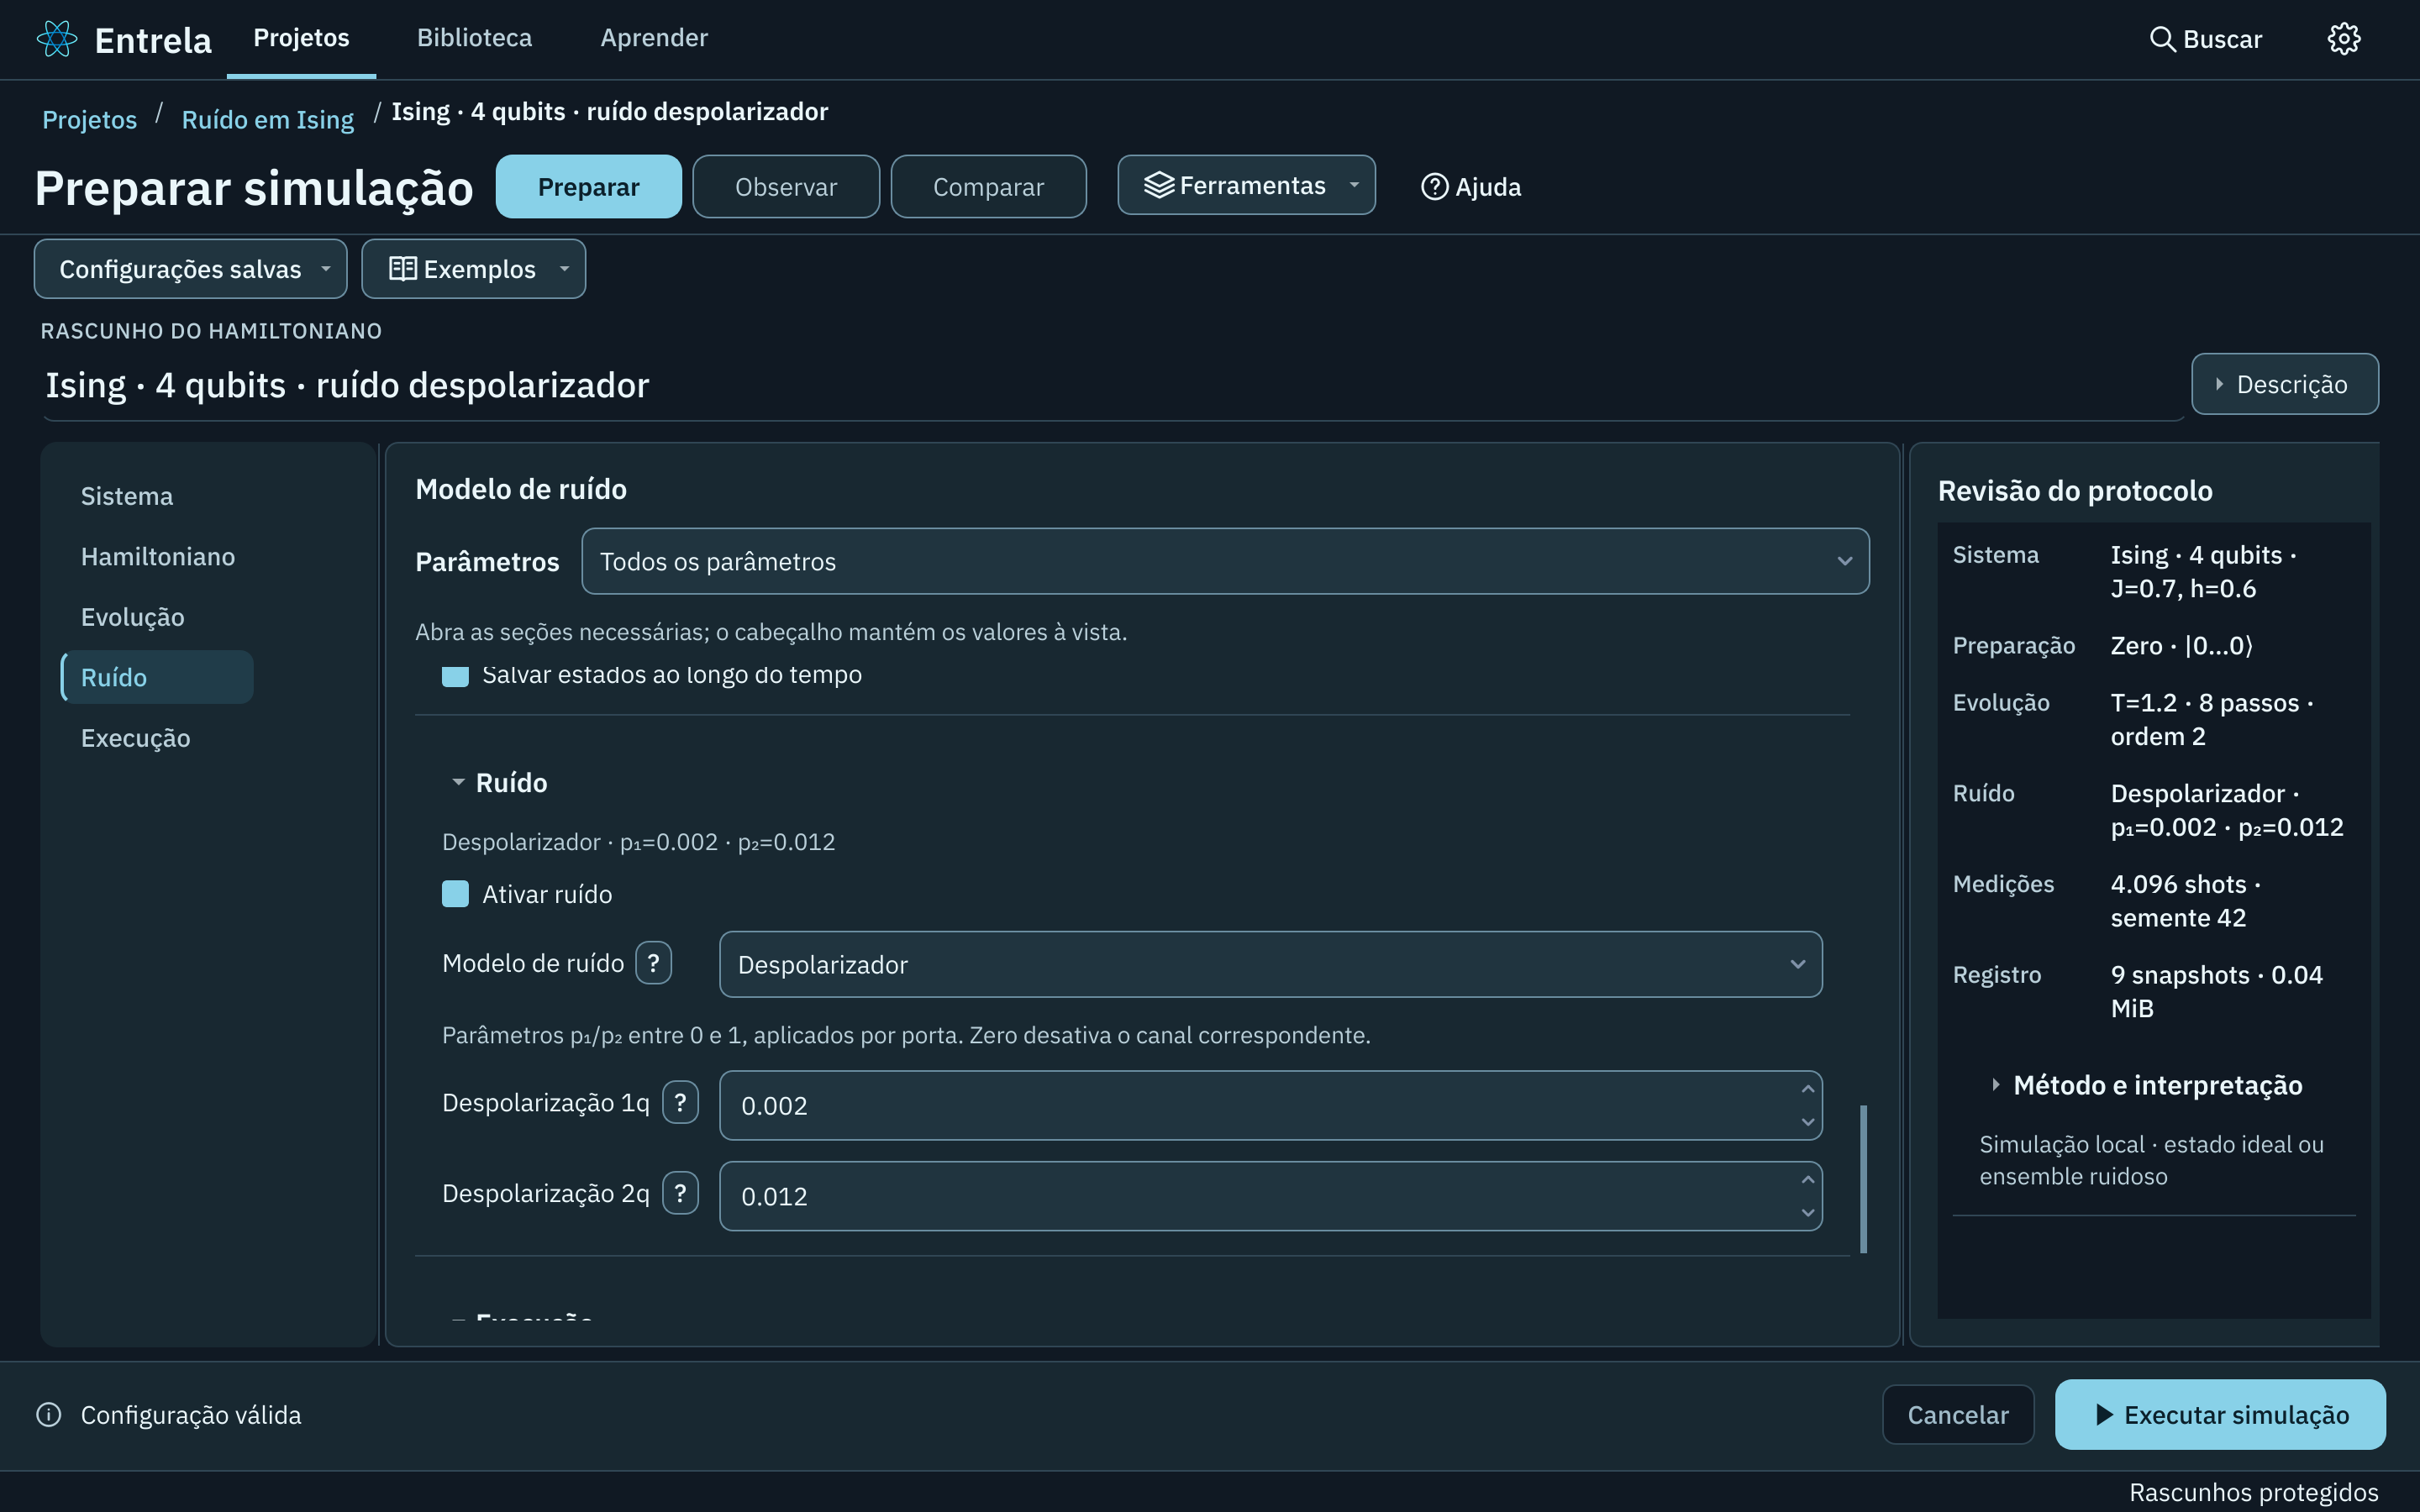 Entrela
Projetos
Biblioteca
Aprender
Buscar
Projetos / Ruído em Ising / Ising · 4 qubits · ruído despolarizador
Preparar simulação
Preparar
Observar
Comparar
Ferramentas
Ajuda
Configurações salvas
Exemplos
RASCUNHO DO HAMILTONIANO
Ising · 4 qubits · ruído despolarizador
Descrição
Sistema
Hamiltoniano
Evolução
Ruído
Execução
Modelo de ruído
Parâmetros
Todos os parâmetros
Abra as seções necessárias; o cabeçalho mantém os valores à vista.
Salvar estados ao longo do tempo
Ruído
Despolarizador · p₁=0.002 · p₂=0.012
Ativar ruído
Modelo de ruído ?
Despolarizador
Parâmetros p₁/p₂ entre 0 e 1, aplicados por porta. Zero desativa o canal correspondente.
Despolarização 1q ?
0.002
Despolarização 2q ?
0.012
Execução
Revisão do protocolo
Sistema
Ising · 4 qubits ·
J=0.7, h=0.6
Preparação
Zero · |0…0⟩
Evolução
T=1.2 · 8 passos ·
ordem 2
Ruído
Despolarizador ·
p₁=0.002 · p₂=0.012
Medições
4.096 shots ·
semente 42
Registro
9 snapshots · 0.04
MiB
Método e interpretação
Simulação local · estado ideal ou
ensemble ruidoso
Configuração válida
Cancelar
Executar simulação
Rascunhos protegidos